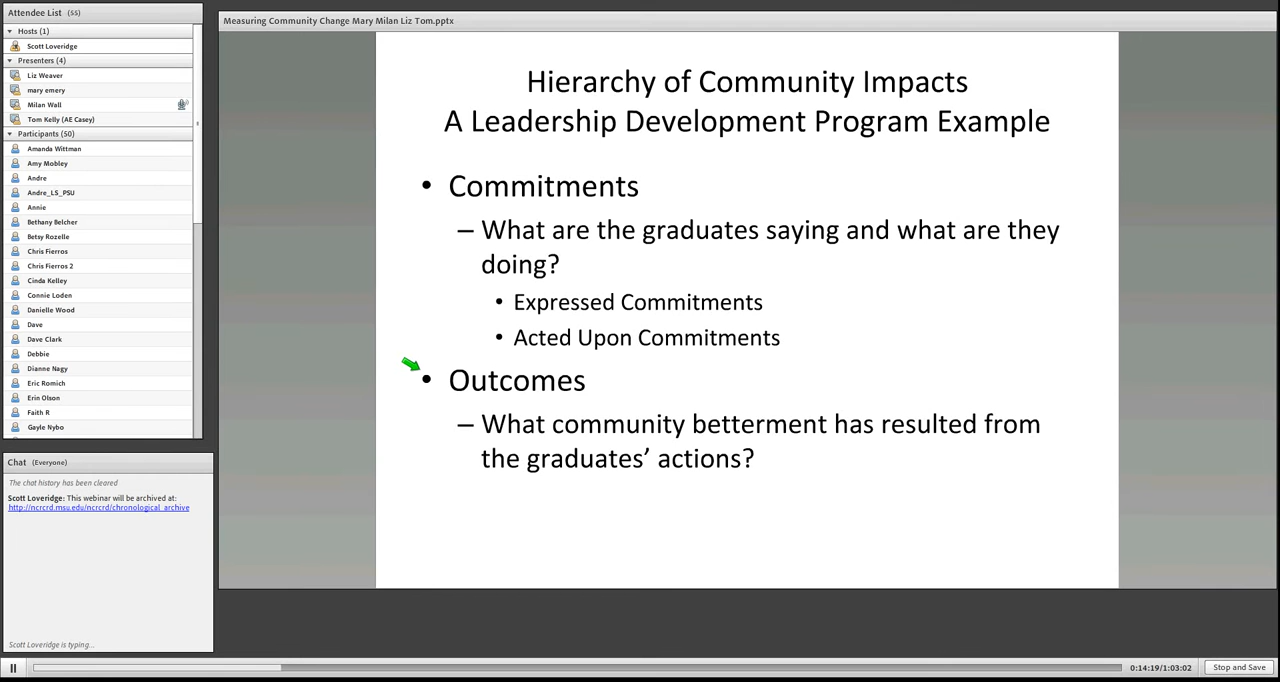 Attendee List (55)
Hosts (1)
Scott Loveridge
Presenters (4)
Liz Weaver
mary emery
Milan Wall
Tom Kelly (AE Casey)
Participants (50)
Amanda Wittman
Amy Mobley
Andre
Andre_LS_PSU
Annie
Bethany Belcher
Betsy Rozelle
Chris Fierros
Chris Fierros 2
Cinda Kelley
Connie Loden
Danielle Wood
Dave
Dave Clark
Debbie
Dianne Nagy
Eric Romich
Erin Olson
Faith R
Gayle Nybo
Chat (Everyone)
The chat history has been cleared
Scott Loveridge: This webinar will be archived at:
http://ncrcrd.msu.edu/ncrcrd/chronological_archive
Scott Loveridge is typing...
Measuring Community Change Mary Milan Liz Tom.pptx
Hierarchy of Community Impacts
A Leadership Development Program Example
• Commitments
– What are the graduates saying and what are they
doing?
• Expressed Commitments
• Acted Upon Commitments
• Outcomes
– What community betterment has resulted from
the graduates’ actions?
0:14:19/1:03:02
Stop and Save